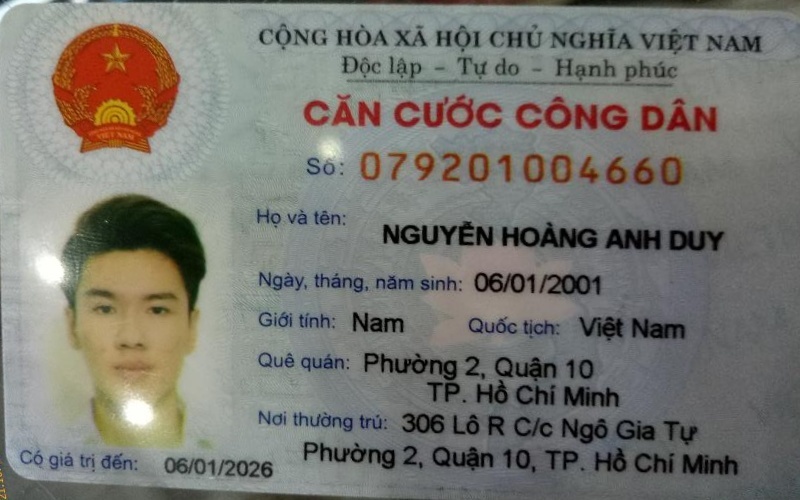 CỘNG HÒA XÃ HỘI CHỦ NGHĨA VIỆT NAM
Độc lập - Tự do - Hạnh phúc
CĂN CƯỚC CÔNG DÂN
Số: 079201004660
Họ và tên:
NGUYỄN HOÀNG ANH DUY
Ngày, tháng, năm sinh: 06/01/2001
Giới tính: Nam Quốc tịch: Việt Nam
Quê quán: Phường 2, Quận 10
TP. Hồ Chí Minh
Nơi thường trú: 306 Lô R C/c Ngô Gia Tự
Phường 2, Quận 10, TP. Hồ Chí Minh
Có giá trị đến: 06/01/2026
VIỆT NAM